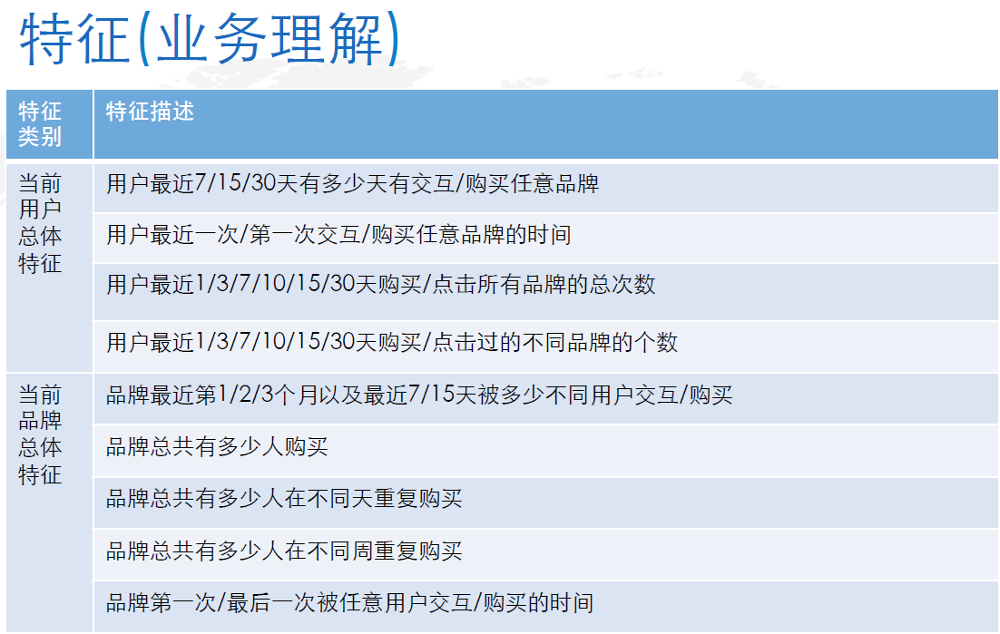 特征(业务理解)
特征
类别
特征描述
当前
用户
总体
特征
用户最近7/15/30天有多少天有交互/购买任意品牌
用户最近一次/第一次交互/购买任意品牌的时间
用户最近1/3/7/10/15/30天购买/点击所有品牌的总次数
用户最近1/3/7/10/15/30天购买/点击过的不同品牌的个数
当前
品牌
总体
特征
品牌最近第1/2/3个月以及最近7/15天被多少不同用户交互/购买
品牌总共有多少人购买
品牌总共有多少人在不同天重复购买
品牌总共有多少人在不同周重复购买
品牌第一次/最后一次被任意用户交互/购买的时间